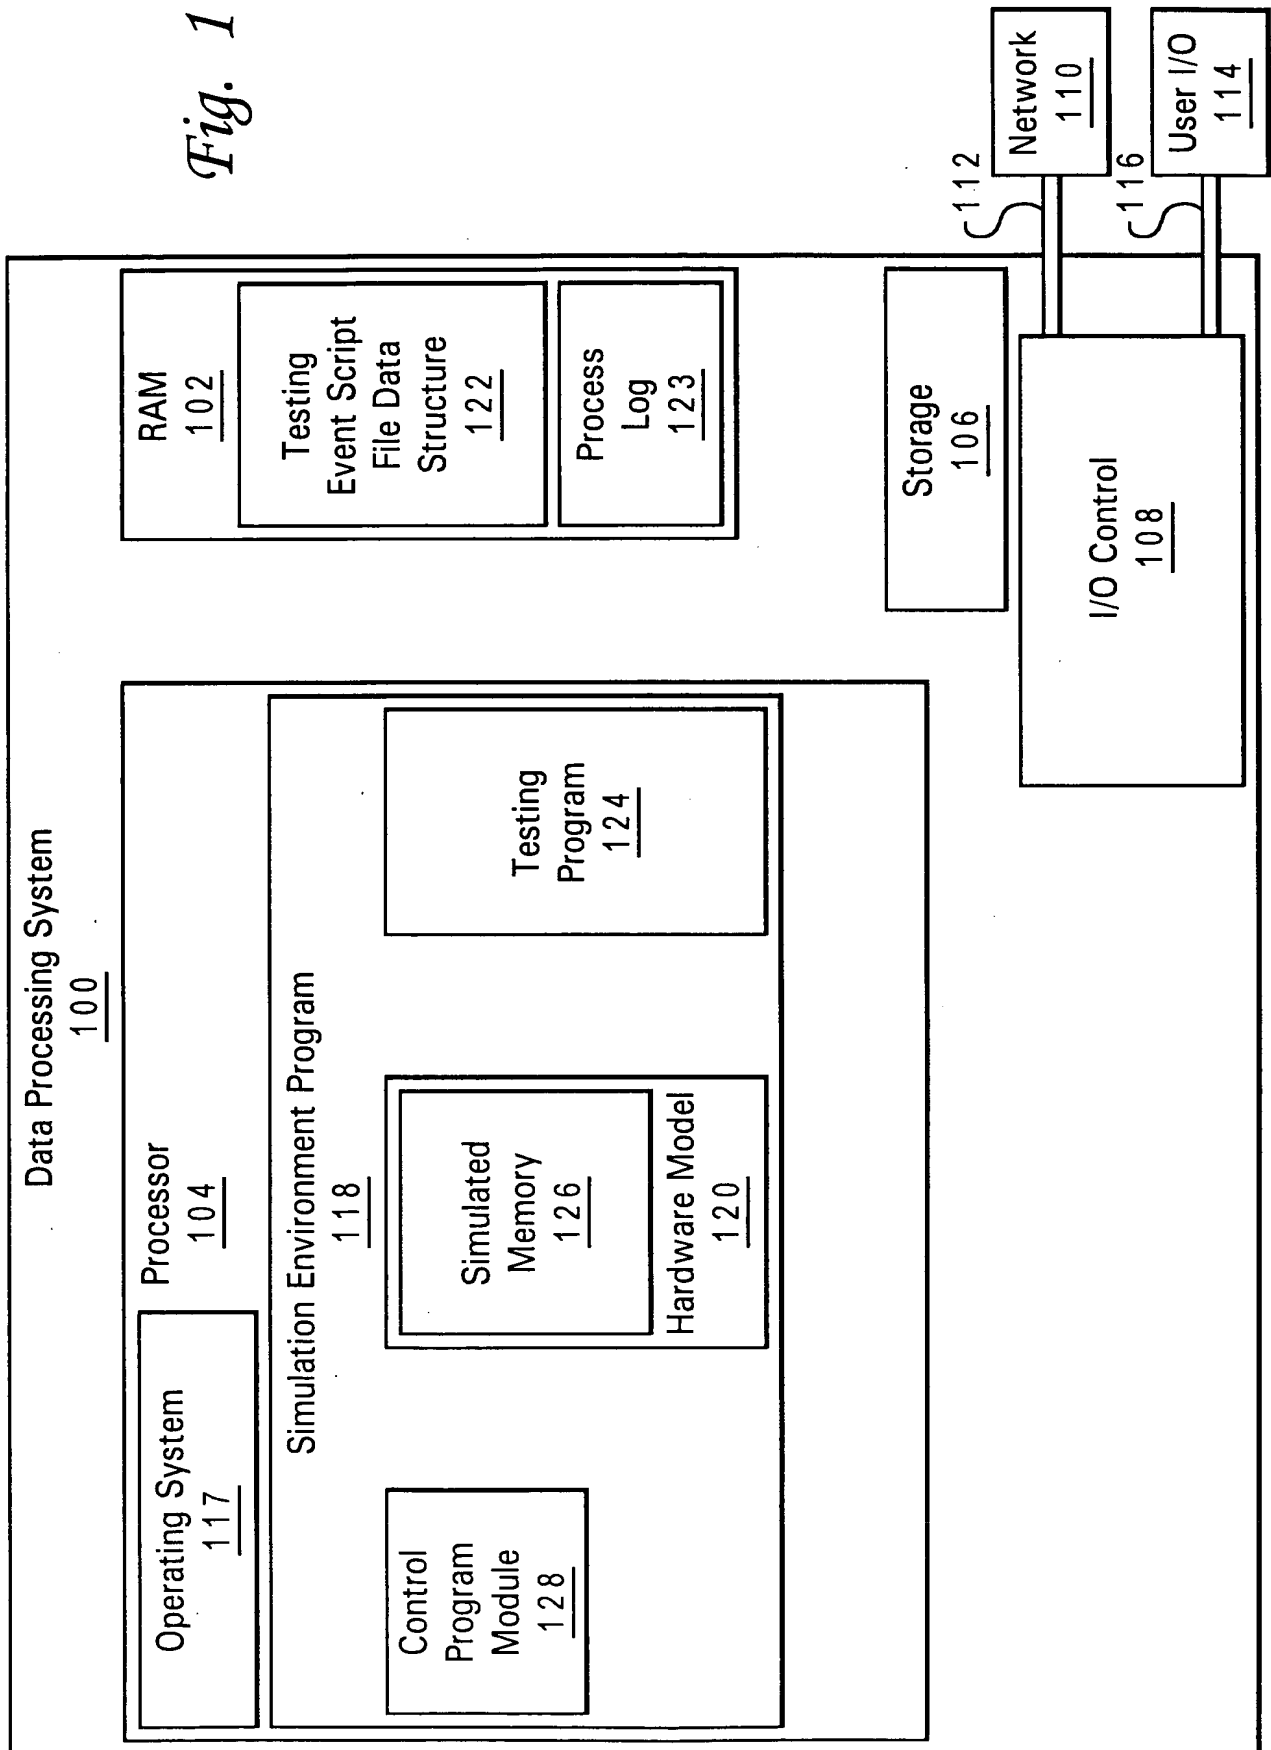 Data Processing System
100
Operating System
117
Processor
104
Simulation Environment Program
118
Control
Program
Module
128
Simulated
Memory
126
Hardware Model
120
Testing
Program
124
RAM
102
Testing
Event Script
File Data
Structure
122
Process
Log
123
Storage
106
I/O Control
108
112
Network
110
116
User I/O
114
Fig. 1